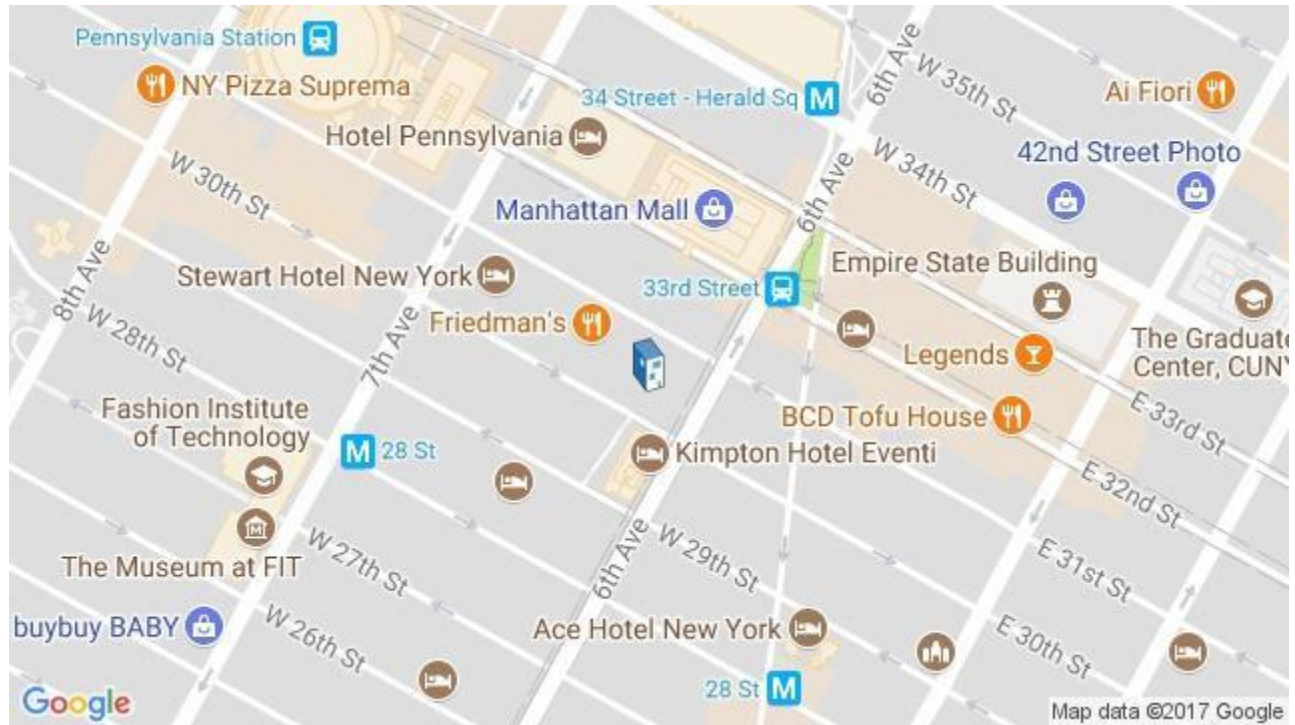 Pennsylvania Station
NY Pizza Suprema
34 Street - Herald Sq
M
6th Ave
W 35th St
Ai Fiori
Hotel Pennsylvania
42nd Street Photo
W 34th St
W 30th St
Manhattan Mall
6th Ave
8th Ave
Stewart Hotel New York
33rd Street
Empire State Building
Friedman's
7th Ave
W 28th St
Legends
The Graduate
Center, CUNY
Fashion Institute
of Technology
BCD Tofu House
E 33rd St
M
28 St
Kimpton Hotel Eventi
E 32nd St
M
The Museum at FIT
W 27th St
6th Ave
W 29th St
E 31st St
buybuy BABY
W 26th St
Ace Hotel New York
E 30th St
28 St
M
Google
Map data ©2017 Google